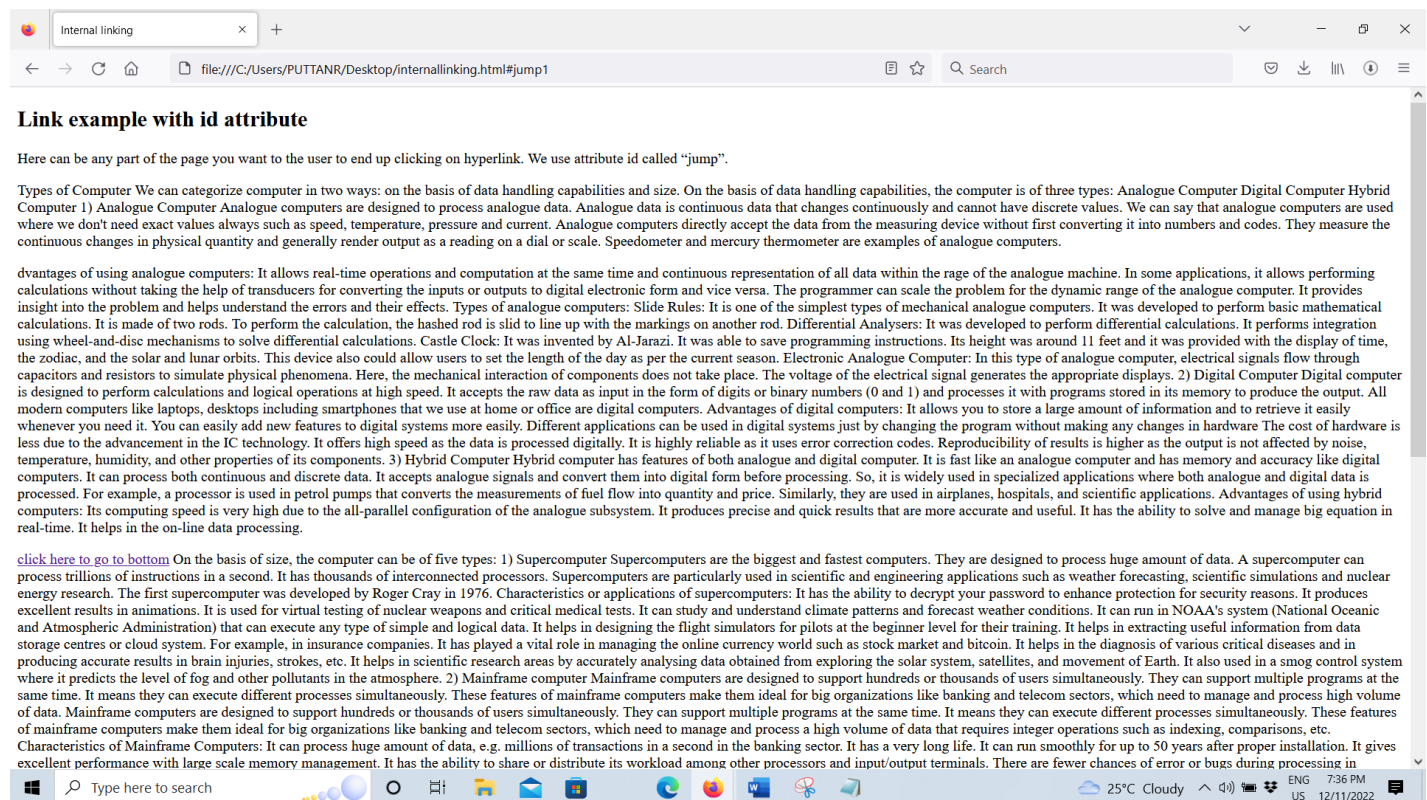 Internal linking
file:///C:/Users/PUTTANR/Desktop/internallinking.html#jump1
Search
Link example with id attribute
Here can be any part of the page you want to the user to end up clicking on hyperlink. We use attribute id called “jump”.
Types of Computer We can categorize computer in two ways: on the basis of data handling capabilities and size. On the basis of data handling capabilities, the computer is of three types: Analogue Computer Digital Computer Hybrid
Computer 1) Analogue Computer Analogue computers are designed to process analogue data. Analogue data is continuous data that changes continuously and cannot have discrete values. We can say that analogue computers are used
where we don't need exact values always such as speed, temperature, pressure and current. Analogue computers directly accept the data from the measuring device without first converting it into numbers and codes. They measure the
continuous changes in physical quantity and generally render output as a reading on a dial or scale. Speedometer and mercury thermometer are examples of analogue computers.
dvantages of using analogue computers: It allows real-time operations and computation at the same time and continuous representation of all data within the rage of the analogue machine. In some applications, it allows performing
calculations without taking the help of transducers for converting the inputs or outputs to digital electronic form and vice versa. The programmer can scale the problem for the dynamic range of the analogue computer. It provides
insight into the problem and helps understand the errors and their effects. Types of analogue computers: Slide Rules: It is one of the simplest types of mechanical analogue computers. It was developed to perform basic mathematical
calculations. It is made of two rods. To perform the calculation, the hashed rod is slid to line up with the markings on another rod. Differential Analysers: It was developed to perform differential calculations. It performs integration
using wheel-and-disc mechanisms to solve differential calculations. Castle Clock: It was invented by Al-Jarazi. It was able to save programming instructions. Its height was around 11 feet and it was provided with the display of time,
the zodiac, and the solar and lunar orbits. This device also could allow users to set the length of the day as per the current season. Electronic Analogue Computer: In this type of analogue computer, electrical signals flow through
capacitors and resistors to simulate physical phenomena. Here, the mechanical interaction of components does not take place. The voltage of the electrical signal generates the appropriate displays. 2) Digital Computer Digital computer
is designed to perform calculations and logical operations at high speed. It accepts the raw data as input in the form of digits or binary numbers (0 and 1) and processes it with programs stored in its memory to produce the output. All
modern computers like laptops, desktops including smartphones that we use at home or office are digital computers. Advantages of digital computers: It allows you to store a large amount of information and to retrieve it easily
whenever you need it. You can easily add new features to digital systems more easily. Different applications can be used in digital systems just by changing the program without making any changes in hardware The cost of hardware is
less due to the advancement in the IC technology. It offers high speed as the data is processed digitally. It is highly reliable as it uses error correction codes. Reproducibility of results is higher as the output is not affected by noise,
temperature, humidity, and other properties of its components. 3) Hybrid Computer Hybrid computer has features of both analogue and digital computer. It is fast like an analogue computer and has memory and accuracy like digital
computers. It can process both continuous and discrete data. It accepts analogue signals and convert them into digital form before processing. So, it is widely used in specialized applications where both analogue and digital data is
processed. For example, a processor is used in petrol pumps that converts the measurements of fuel flow into quantity and price. Similarly, they are used in airplanes, hospitals, and scientific applications. Advantages of using hybrid
computers: Its computing speed is very high due to the all-parallel configuration of the analogue subsystem. It produces precise and quick results that are more accurate and useful. It has the ability to solve and manage big equation in
real-time. It helps in the on-line data processing.
click here to go to bottom On the basis of size, the computer can be of five types: 1) Supercomputer Supercomputers are the biggest and fastest computers. They are designed to process huge amount of data. A supercomputer can
process trillions of instructions in a second. It has thousands of interconnected processors. Supercomputers are particularly used in scientific and engineering applications such as weather forecasting, scientific simulations and nuclear
energy research. The first supercomputer was developed by Roger Cray in 1976. Characteristics or applications of supercomputers: It has the ability to decrypt your password to enhance protection for security reasons. It produces
excellent results in animations. It is used for virtual testing of nuclear weapons and critical medical tests. It can study and understand climate patterns and forecast weather conditions. It can run in NOAA's system (National Oceanic
and Atmospheric Administration) that can execute any type of simple and logical data. It helps in designing the flight simulators for pilots at the beginner level for their training. It helps in extracting useful information from data
storage centres or cloud system. For example, in insurance companies. It has played a vital role in managing the online currency world such as stock market and bitcoin. It helps in the diagnosis of various critical diseases and in
producing accurate results in brain injuries, strokes, etc. It helps in scientific research areas by accurately analysing data obtained from exploring the solar system, satellites, and movement of Earth. It also used in a smog control system
where it predicts the level of fog and other pollutants in the atmosphere. 2) Mainframe computer Mainframe computers are designed to support hundreds or thousands of users simultaneously. They can support multiple programs at the
same time. It means they can execute different processes simultaneously. These features of mainframe computers make them ideal for big organizations like banking and telecom sectors, which need to manage and process high volume
of data. Mainframe computers are designed to support hundreds or thousands of users simultaneously. They can support multiple programs at the same time. It means they can execute different processes simultaneously. These features
of mainframe computers make them ideal for big organizations like banking and telecom sectors, which need to manage and process a high volume of data that requires integer operations such as indexing, comparisons, etc.
Characteristics of Mainframe Computers: It can process huge amount of data, e.g. millions of transactions in a second in the banking sector. It has a very long life. It can run smoothly for up to 50 years after proper installation. It gives
excellent performance with large scale memory management. It has the ability to share or distribute its workload among other processors and input/output terminals. There are fewer chances of error or bugs during processing in
Type here to search
25°C Cloudy
ENG
US
7:36 PM
12/11/2022